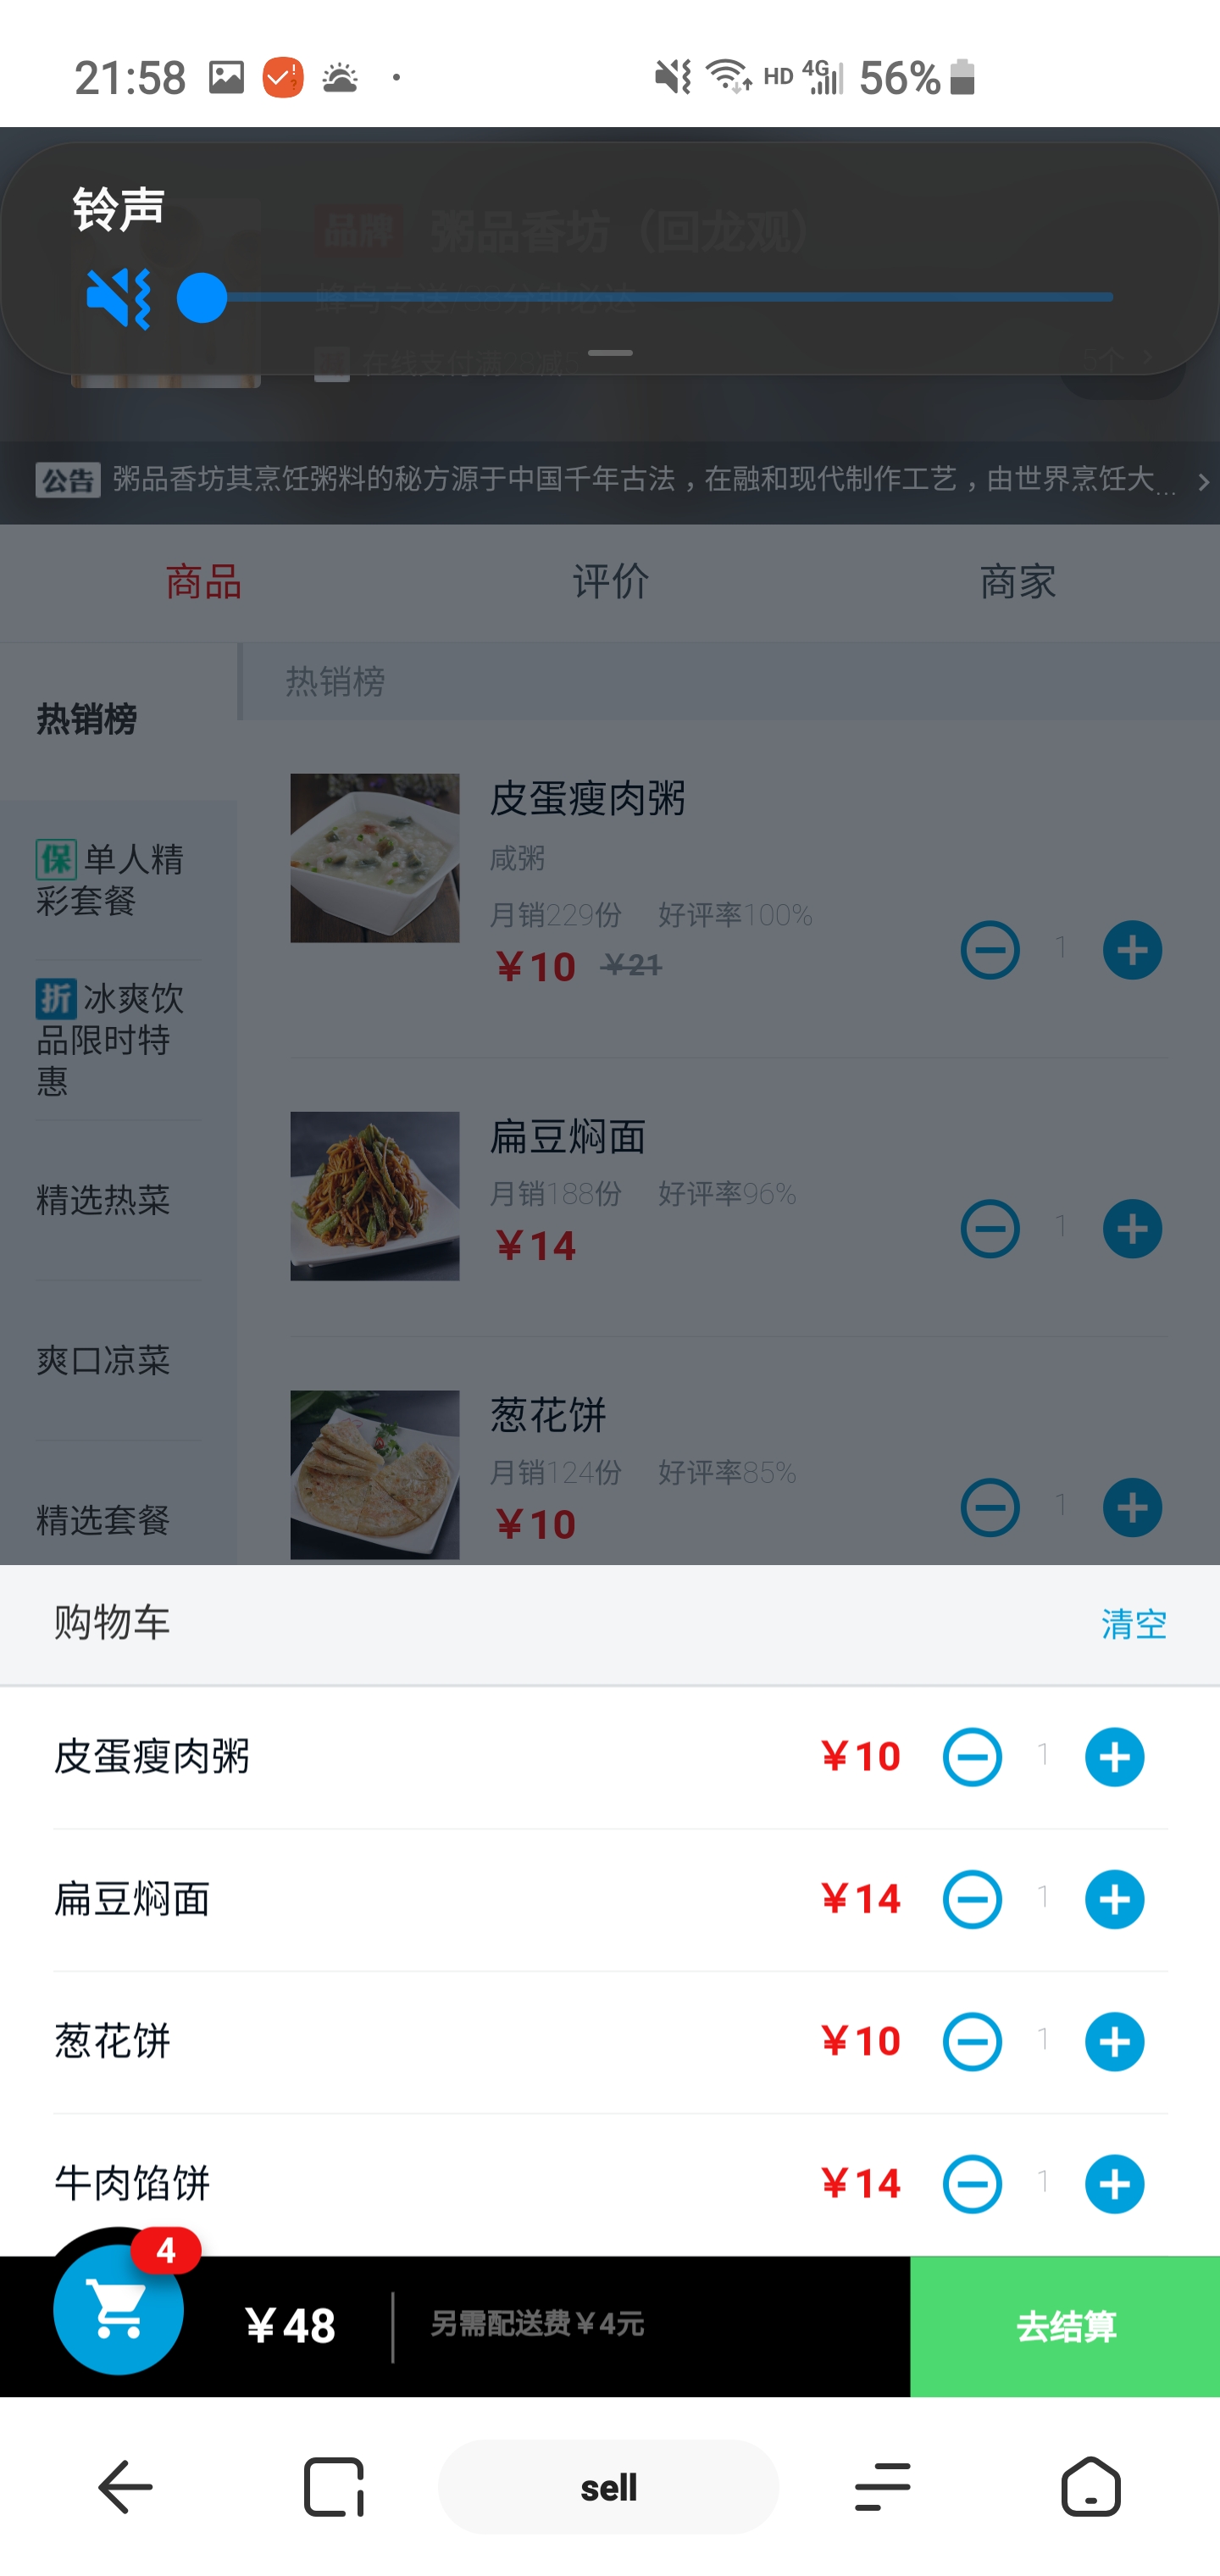 21:58 HD 4G 56%
铃声
品牌 粥品香坊（回龙观）
蜂鸟专送/38分钟必达
在线支付满28减5
5个 >
公告 粥品香坊其烹饪粥料的秘方源于中国千年古法，在融和现代制作工艺，由世界烹饪大... >
商品 评价 商家
热销榜
热销榜
保 单人精
彩套餐
折 冰爽饮
品限时特
惠
精选热菜
爽口凉菜
精选套餐
皮蛋瘦肉粥
咸粥
月销229份 好评率100%
￥10 ￥21 1
扁豆焖面
月销188份 好评率96%
￥14 1
葱花饼
月销124份 好评率85%
￥10 1
购物车 清空
皮蛋瘦肉粥 ￥10 1
扁豆焖面 ￥14 1
葱花饼 ￥10 1
牛肉馅饼 ￥14 1
4
￥48 另需配送费￥4元 去结算
sell